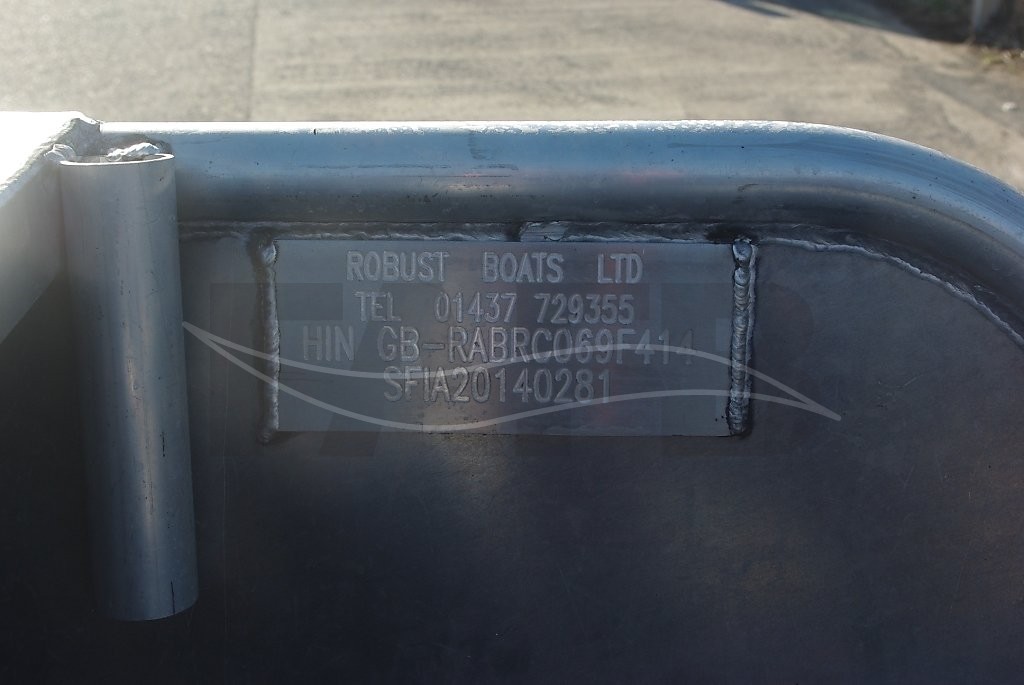 ROBUST BOATS LTD
TEL 01437 729355
HIN GB-RABRC069F414
SFIA20140281